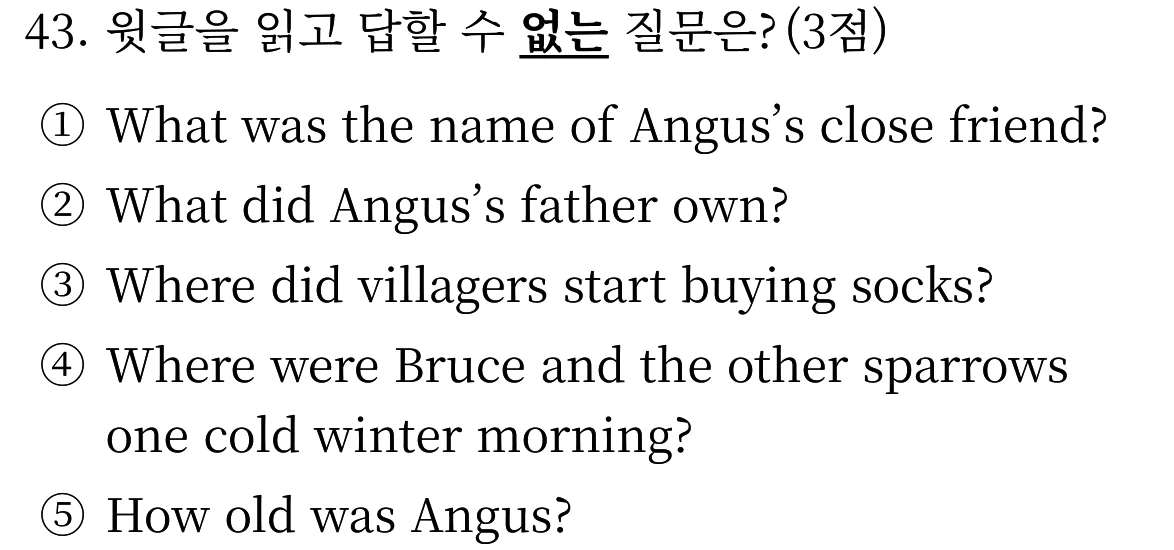 43. 윗글을 읽고 답할 수 없는 질문은?(3점)
① What was the name of Angus’s close friend?
② What did Angus’s father own?
③ Where did villagers start buying socks?
④ Where were Bruce and the other sparrows
one cold winter morning?
⑤ How old was Angus?